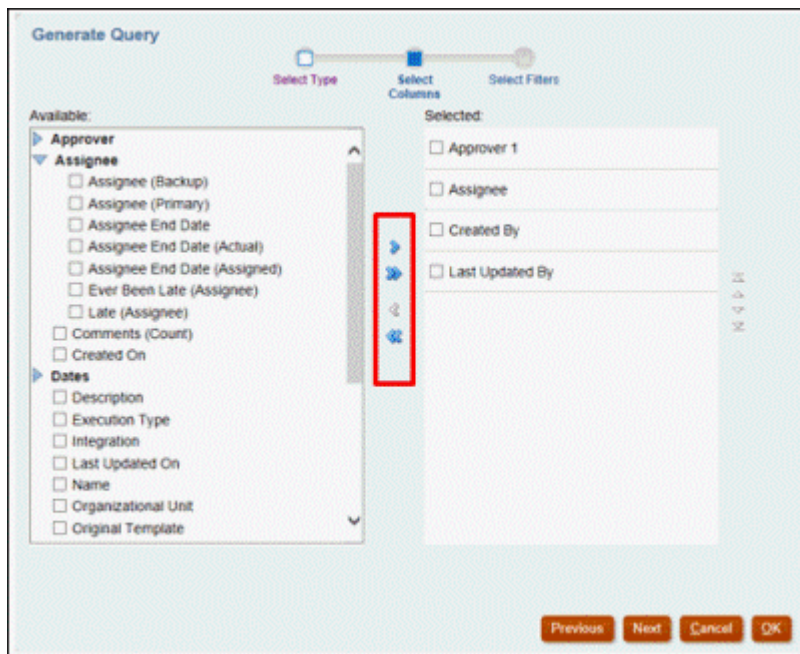 Generate Query
Select Type
Select
Columns
Select Filters
Available:
Approver
Assignee
Assignee (Backup)
Assignee (Primary)
Assignee End Date
Assignee End Date (Actual)
Assignee End Date (Assigned)
Ever Been Late (Assignee)
Late (Assignee)
Comments (Count)
Created On
Dates
Description
Execution Type
Integration
Last Updated On
Name
Organizational Unit
Original Template
Selected:
Approver 1
Assignee
Created By
Last Updated By
Previous Next Cancel OK